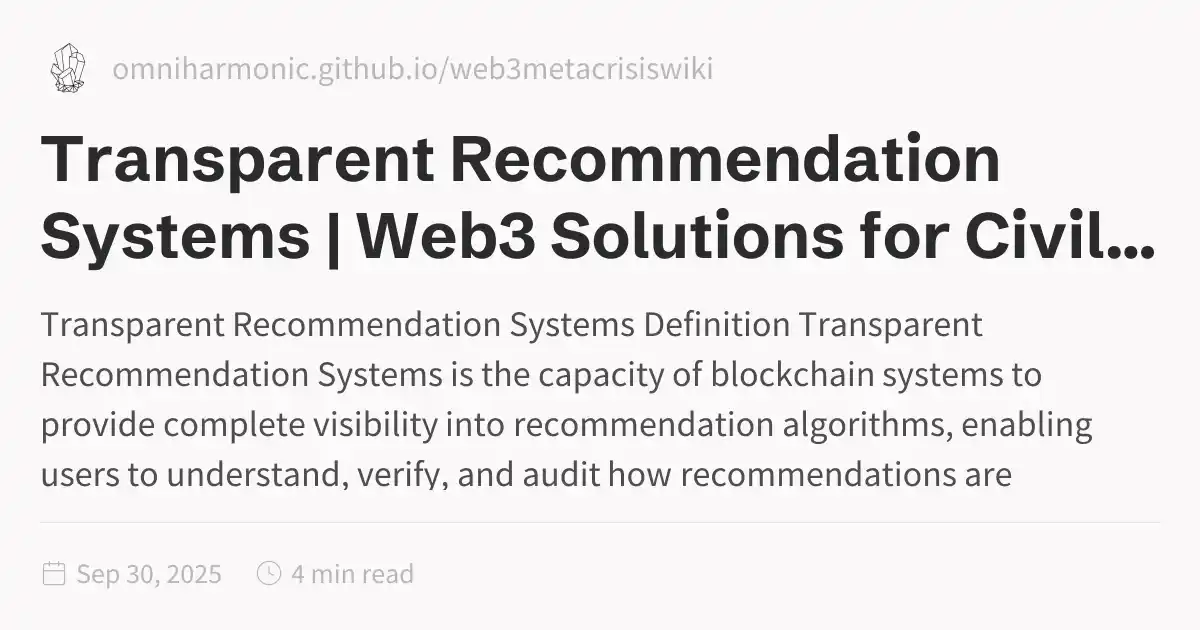 omniharmonic.github.io/web3metacrisiswiki
Transparent Recommendation
Systems | Web3 Solutions for Civil...
Transparent Recommendation Systems Definition Transparent
Recommendation Systems is the capacity of blockchain systems to
provide complete visibility into recommendation algorithms, enabling
users to understand, verify, and audit how recommendations are
Sep 30, 2025 4 min read